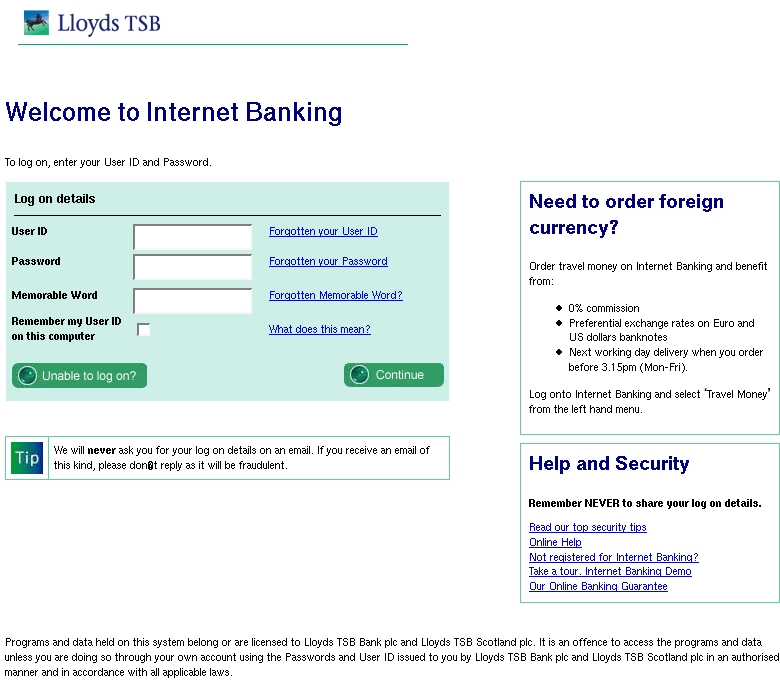 Lloyds TSB
Welcome to Internet Banking
To log on, enter your User ID and Password.
Log on details
User ID
Forgotten your User ID
Password
Forgotten your Password
Memorable Word
Forgotten Memorable Word?
Remember my User ID
on this computer
What does this mean?
Unable to log on?
Continue
Tip
We will never ask you for your log on details on an email. If you receive an email of
this kind, please don�t reply as it will be fraudulent.
Need to order foreign
currency?
Order travel money on Internet Banking and benefit
from:
◆ 0% commission
◆ Preferential exchange rates on Euro and
US dollars banknotes
◆ Next working day delivery when you order
before 3.15pm (Mon-Fri).
Log onto Internet Banking and select ‘Travel Money’
from the left hand menu.
Help and Security
Remember NEVER to share your log on details.
Read our top security tips
Online Help
Not registered for Internet Banking?
Take a tour. Internet Banking Demo
Our Online Banking Guarantee
Programs and data held on this system belong or are licensed to Lloyds TSB Bank plc and Lloyds TSB Scotland plc. It is an offence to access the programs and data
unless you are doing so through your own account using the Passwords and User ID issued to you by Lloyds TSB Bank plc and Lloyds TSB Scotland plc in an authorised
manner and in accordance with all applicable laws.